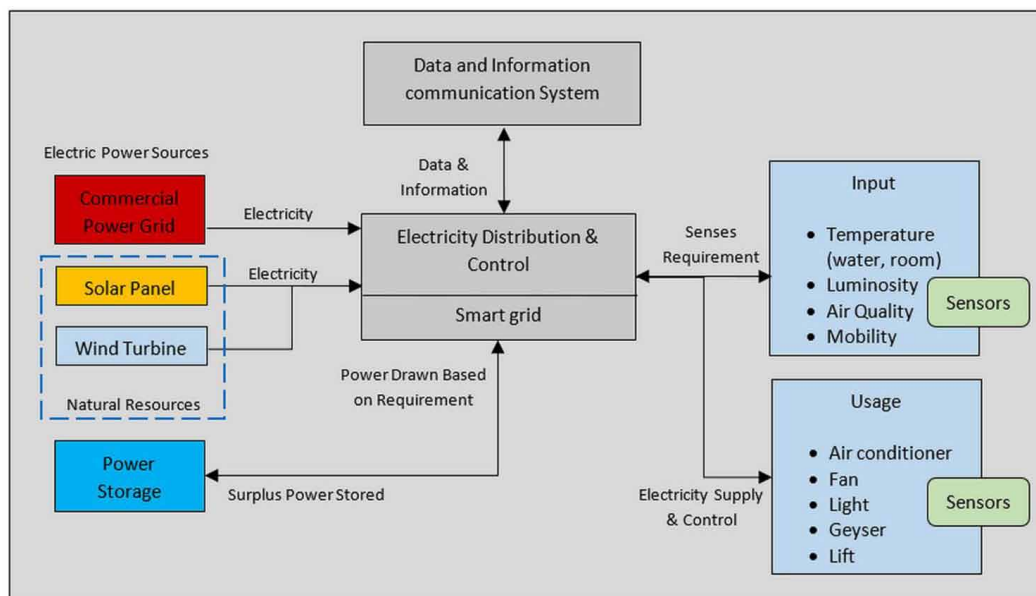 Data and Information
communication System
Electric Power Sources
Data &
Information
Commercial
Power Grid
Electricity
Electricity Distribution &
Control
Smart grid
Senses
Requirement
Input
• Temperature
(water, room)
• Luminosity
• Air Quality
• Mobility
Sensors
Solar Panel
Electricity
Wind Turbine
Natural Resources
Power Drawn Based
on Requirement
Power
Storage
Surplus Power Stored
Electricity Supply
& Control
Usage
• Air conditioner
• Fan
• Light
• Geyser
• Lift
Sensors